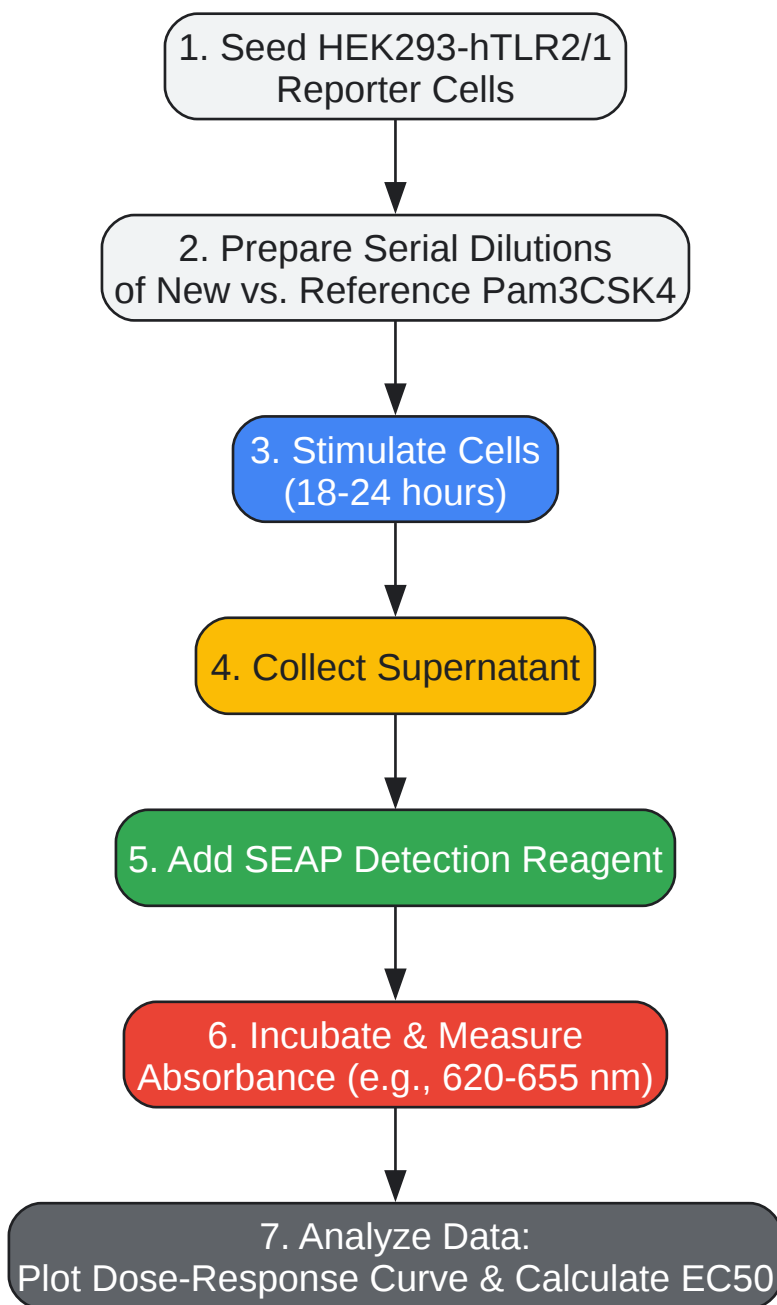 1. Seed HEK293-hTLR2/1
Reporter Cells
2. Prepare Serial Dilutions
of New vs. Reference Pam3CSK4
3. Stimulate Cells
(18-24 hours)
4. Collect Supernatant
5. Add SEAP Detection Reagent
6. Incubate & Measure
Absorbance (e.g., 620-655 nm)
7. Analyze Data:
Plot Dose-Response Curve & Calculate EC50